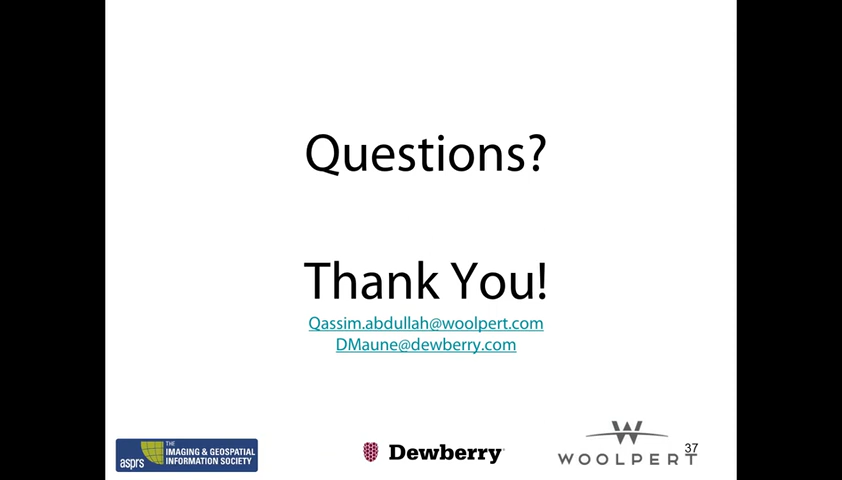 Questions?
Thank You!
Qassim.abdullah@woolpert.com
DMaune@dewberry.com
asprs
THE
IMAGING & GEOSPATIAL
INFORMATION SOCIETY
Dewberry
WOOLPERT
37